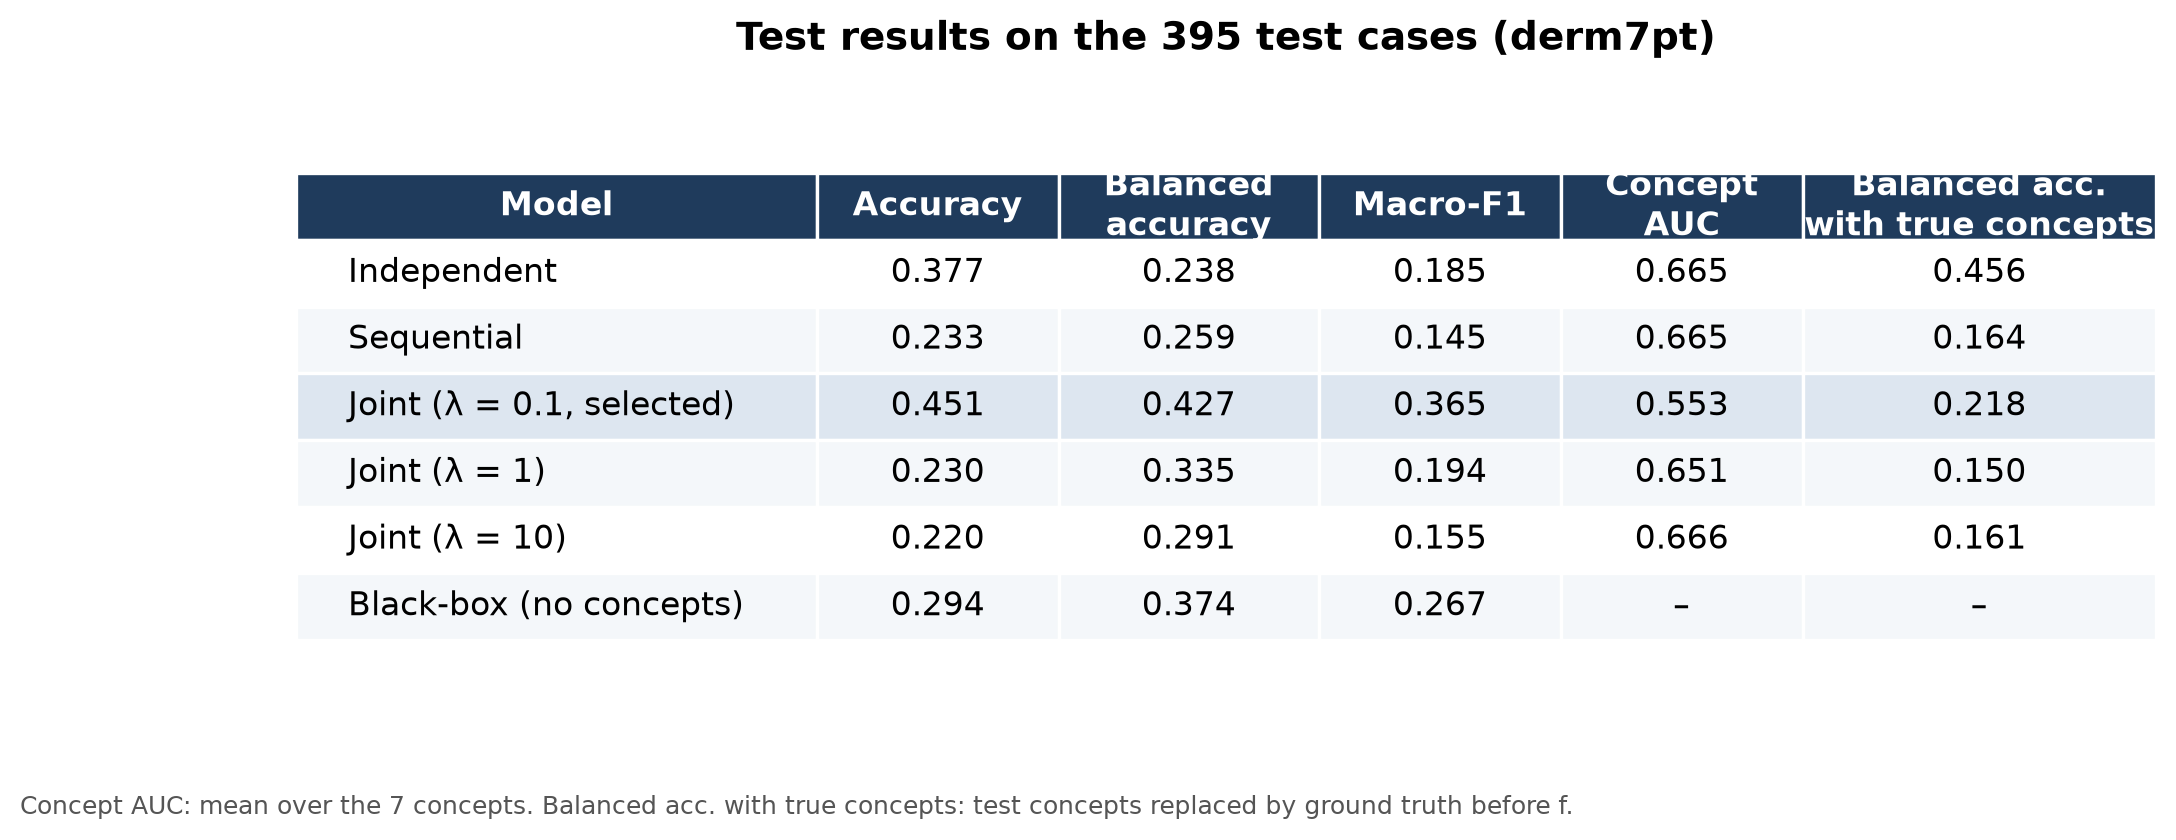 Test results on the 395 test cases (derm7pt)
Model Accuracy Balanced accuracy Macro-F1 Concept AUC Balanced acc. with true concepts
Independent 0.377 0.238 0.185 0.665 0.456
Sequential 0.233 0.259 0.145 0.665 0.164
Joint (λ = 0.1, selected) 0.451 0.427 0.365 0.553 0.218
Joint (λ = 1) 0.230 0.335 0.194 0.651 0.150
Joint (λ = 10) 0.220 0.291 0.155 0.666 0.161
Black-box (no concepts) 0.294 0.374 0.267 – –
Concept AUC: mean over the 7 concepts. Balanced acc. with true concepts: test concepts replaced by ground truth before f.